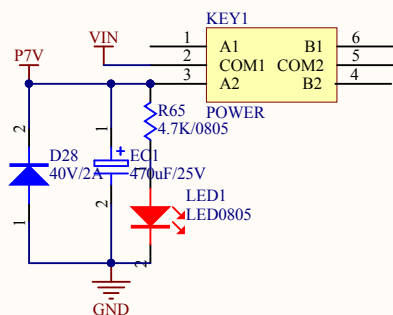 KEY1
VIN
1 A1 B1 6
2 COM1 COM2 5
3 A2 B2 4
P7V
POWER
R65
4.7K/0805
2
1
D28
40V/2A
1
+
EC1
470uF/25V
2
LED1
LED0805
1
2
GND